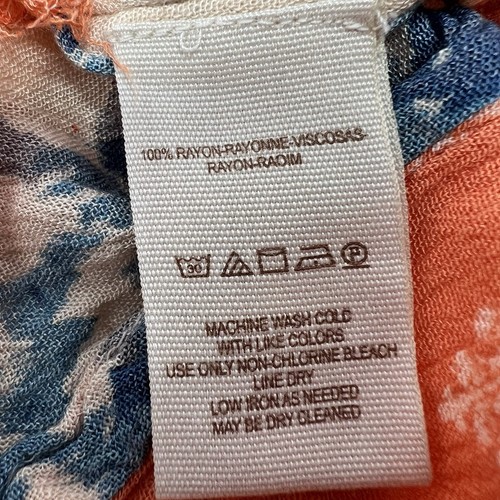 100% RAYON-RAYONNE-VISCOSAS-
RAYON-RAOIM
30 P
MACHINE WASH COLD
WITH LIKE COLORS
USE ONLY NON-CHLORINE BLEACH
LINE DRY
LOW IRON AS NEEDED
MAY BE DRY CLEANED